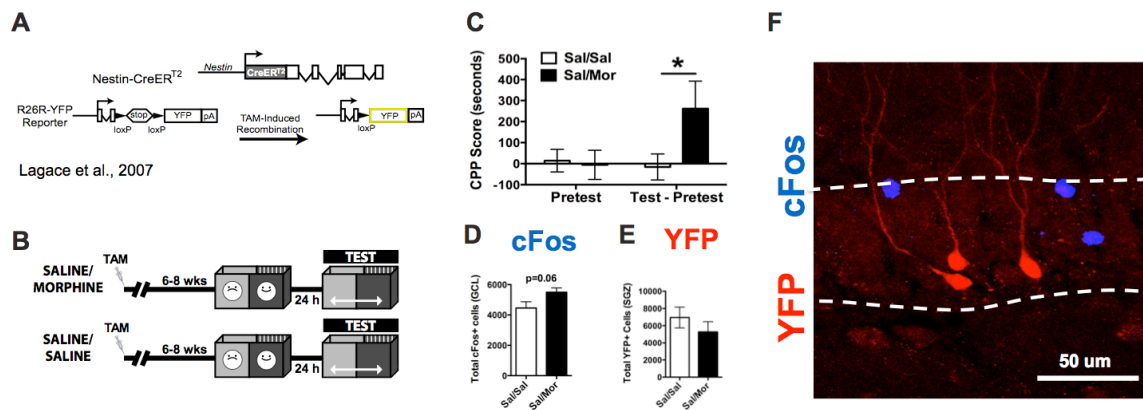 A
Nestin-CreERT2
Nestin
CreERT2
R26R-YFP
Reporter
stop
YFP
pA
loxP
loxP
TAM-Induced
Recombination
YFP
pA
loxP
Lagace et al., 2007
B
TAM
SALINE/
MORPHINE
6-8 wks
24 h
TEST
TAM
SALINE/
SALINE
6-8 wks
24 h
TEST
C
Sal/Sal
Sal/Mor
*
CPP Score (seconds)
500
400
300
200
100
0
-100
Pretest
Test - Pretest
D
cFos
p=0.06
Total cFos+ cells (GCL)
6000
4000
2000
0
Sal/Sal
Sal/Mor
E
YFP
Total YFP+ Cells (SGZ)
10000
8000
6000
4000
2000
0
Sal/Sal
Sal/Mor
F
cFos
YFP
50 um